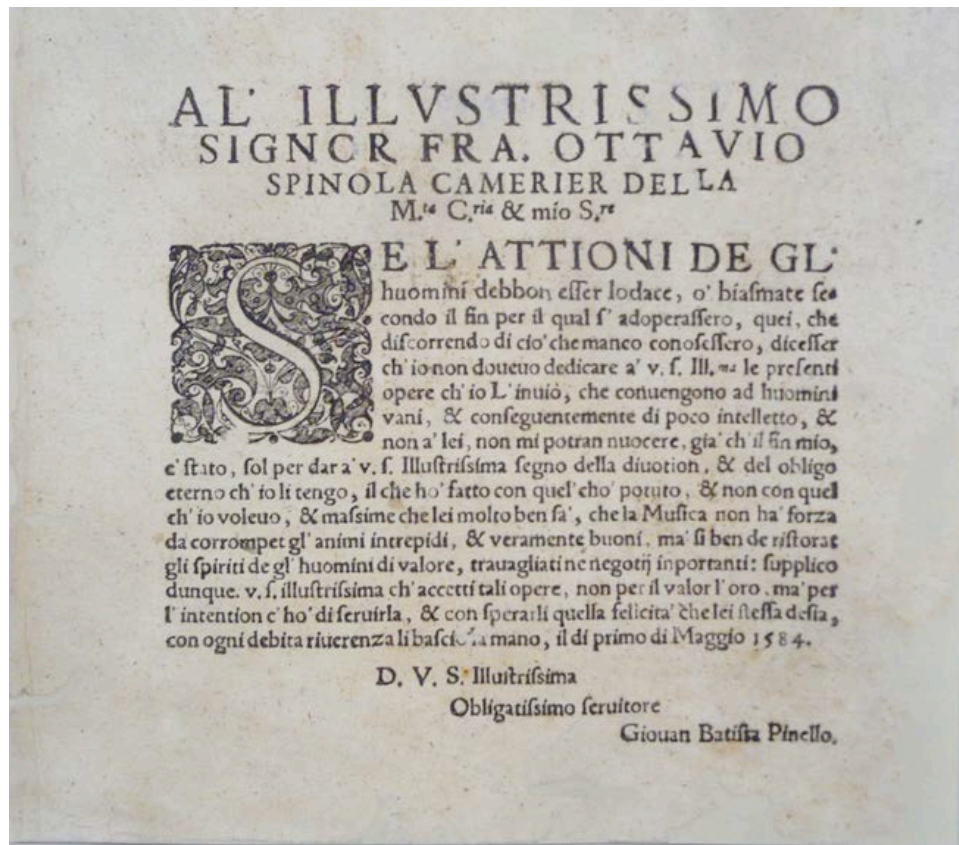 AL' ILLVSTRISSIMO
SIGNOR FRA. OTTAVIO
SPINOLA CAMERIER DELLA
M.ta C.ria & mio S.re
SE L' ATTIONI DE GL'
huomini debbon eſſer lodace, o' biaſmate ſe-
condo il fin per il qual ſ' adoperaſſero, quei, che
diſcorrendo di cio' che manco conoſeſſero, diceſſer
ch' io non doueuo dedicare a' v. ſ. Ill. ma le preſenti
opere ch' io L' inuiò, che conuengono ad huomini
vani, & conſeguentemente di poco intelletto, &
non a' lei, non mi potran nuocere, gia' ch' il fin mio,
e' ſtato, ſol per dar a' v. ſ. Illuſtriſſima ſegno della diuotion, & del obligo
eterno ch' io li tengo, il che ho' fatto con quel' cho' potuto, & non con quel
ch' io voleuo, & maſsime che lei molto ben ſa', che la Muſica non ha' forza
da corrompet gl' animi intrepidi, & veramente buoni, ma' ſi ben de riſtorar
gli ſpiriti de gl' huomini di valore, trauagliati ne negotij inportanti: ſupplico
dunque. v. ſ. illuſtriſſima ch' accetti tali opere, non per il valor l' oro, ma' per
l' intention c' ho' di ſeruirla, & con ſperarli quella felicita' che lei ſteſſa deſia,
con ogni debita riuerenza li baſcio la mano, il di primo di Maggio 1584.
D. V. S. Illuſtriſſima
Obligatiſſimo ſeruitore
Giouan Batiſta Pinello.